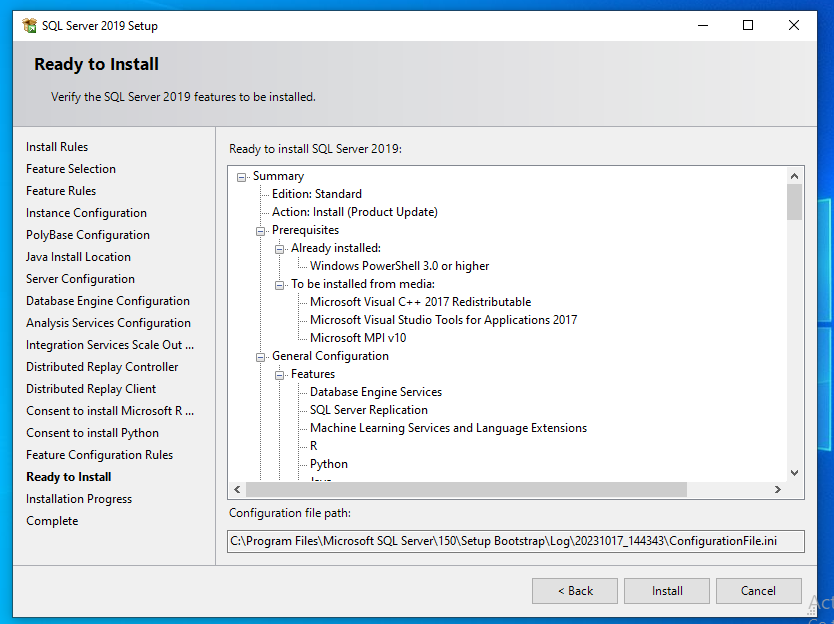 SQL Server 2019 Setup
Ready to Install
Verify the SQL Server 2019 features to be installed.
Install Rules
Feature Selection
Feature Rules
Instance Configuration
PolyBase Configuration
Java Install Location
Server Configuration
Database Engine Configuration
Analysis Services Configuration
Integration Services Scale Out ...
Distributed Replay Controller
Distributed Replay Client
Consent to install Microsoft R ...
Consent to install Python
Feature Configuration Rules
Ready to Install
Installation Progress
Complete
Ready to install SQL Server 2019:
Summary
Edition: Standard
Action: Install (Product Update)
Prerequisites
Already installed:
Windows PowerShell 3.0 or higher
To be installed from media:
Microsoft Visual C++ 2017 Redistributable
Microsoft Visual Studio Tools for Applications 2017
Microsoft MPI v10
General Configuration
Features
Database Engine Services
SQL Server Replication
Machine Learning Services and Language Extensions
R
Python
Configuration file path:
C:\Program Files\Microsoft SQL Server\150\Setup Bootstrap\Log\20231017_144343\ConfigurationFile.ini
< Back
Install
Cancel